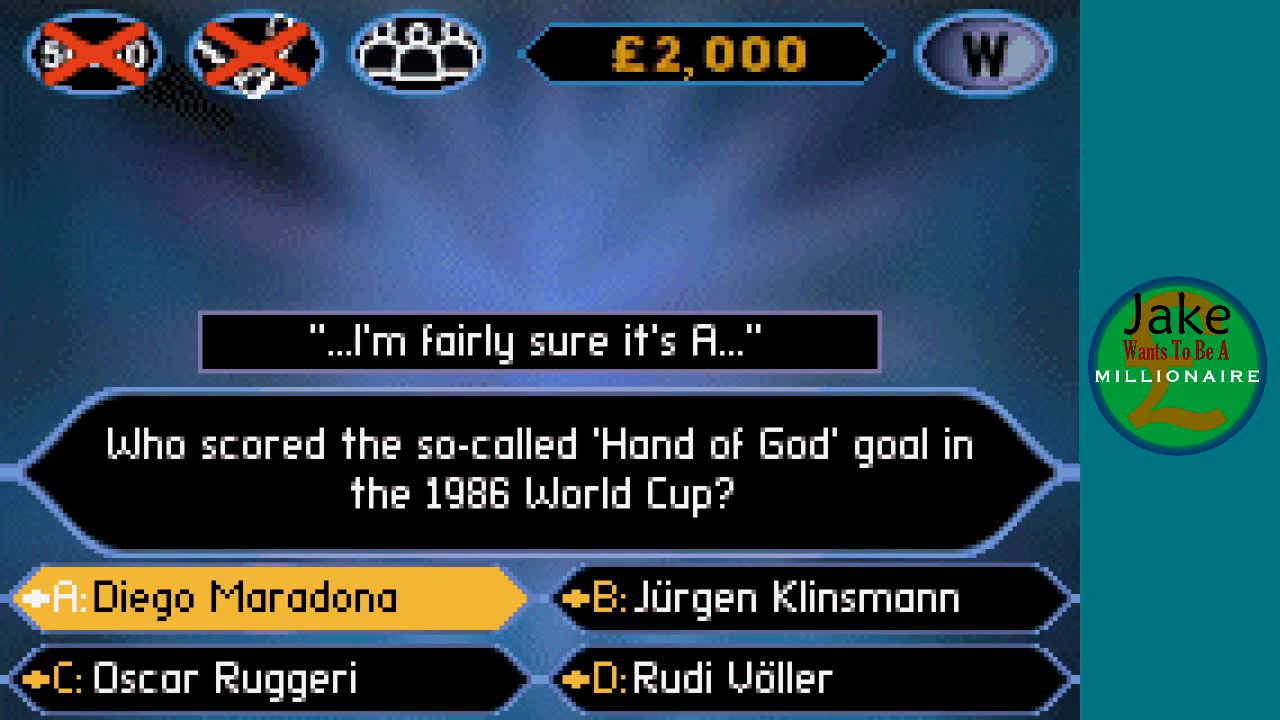 £2,000
W
"...I'm fairly sure it's A..."
Who scored the so-called 'Hand of God' goal in
the 1986 World Cup?
A: Diego Maradona
B: Jürgen Klinsmann
C: Oscar Ruggeri
D: Rudi Völler
Jake
Wants To Be A
MILLIONAIRE
2